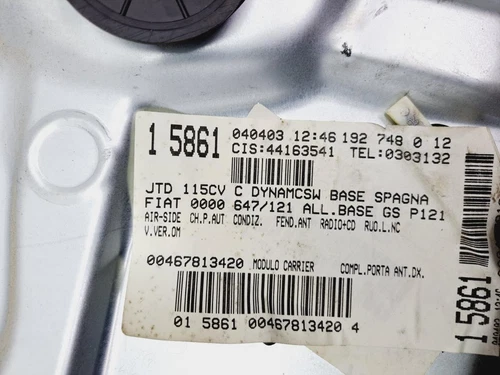 1 5861
040403 12:46 192 748 0 12
CIS:44163541 TEL:0303132
JTD 115CV C DYNAMCSW BASE SPAGNA
FIAT 0000 647/121 ALL.BASE GS P121
AIR-SIDE CH.P.AUT CONDIZ. FEND.ANT RADIO+CD RUO.L.NC
V.VER.OM
00467813420 MODULO CARRIER COMPL.PORTA ANT.DX.
01 5861 00467813420 4
1 5861